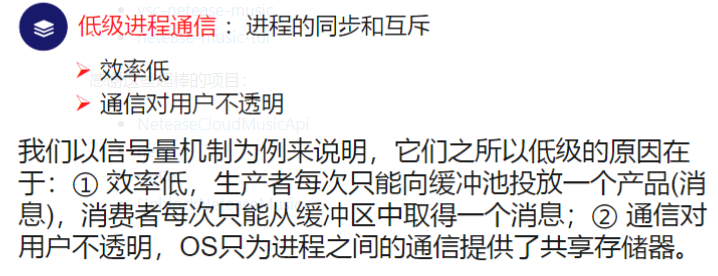 vsc-netease-music
低级进程通信：进程的同步和互斥
效率低
通信对用户不透明
NeteaseCloudMusicApi
我们以信号量机制为例来说明，它们之所以低级的原因在
于：① 效率低，生产者每次只能向缓冲池投放一个产品(消
息)，消费者每次只能从缓冲区中取得一个消息；② 通信对
用户不透明，OS只为进程之间的通信提供了共享存储器。